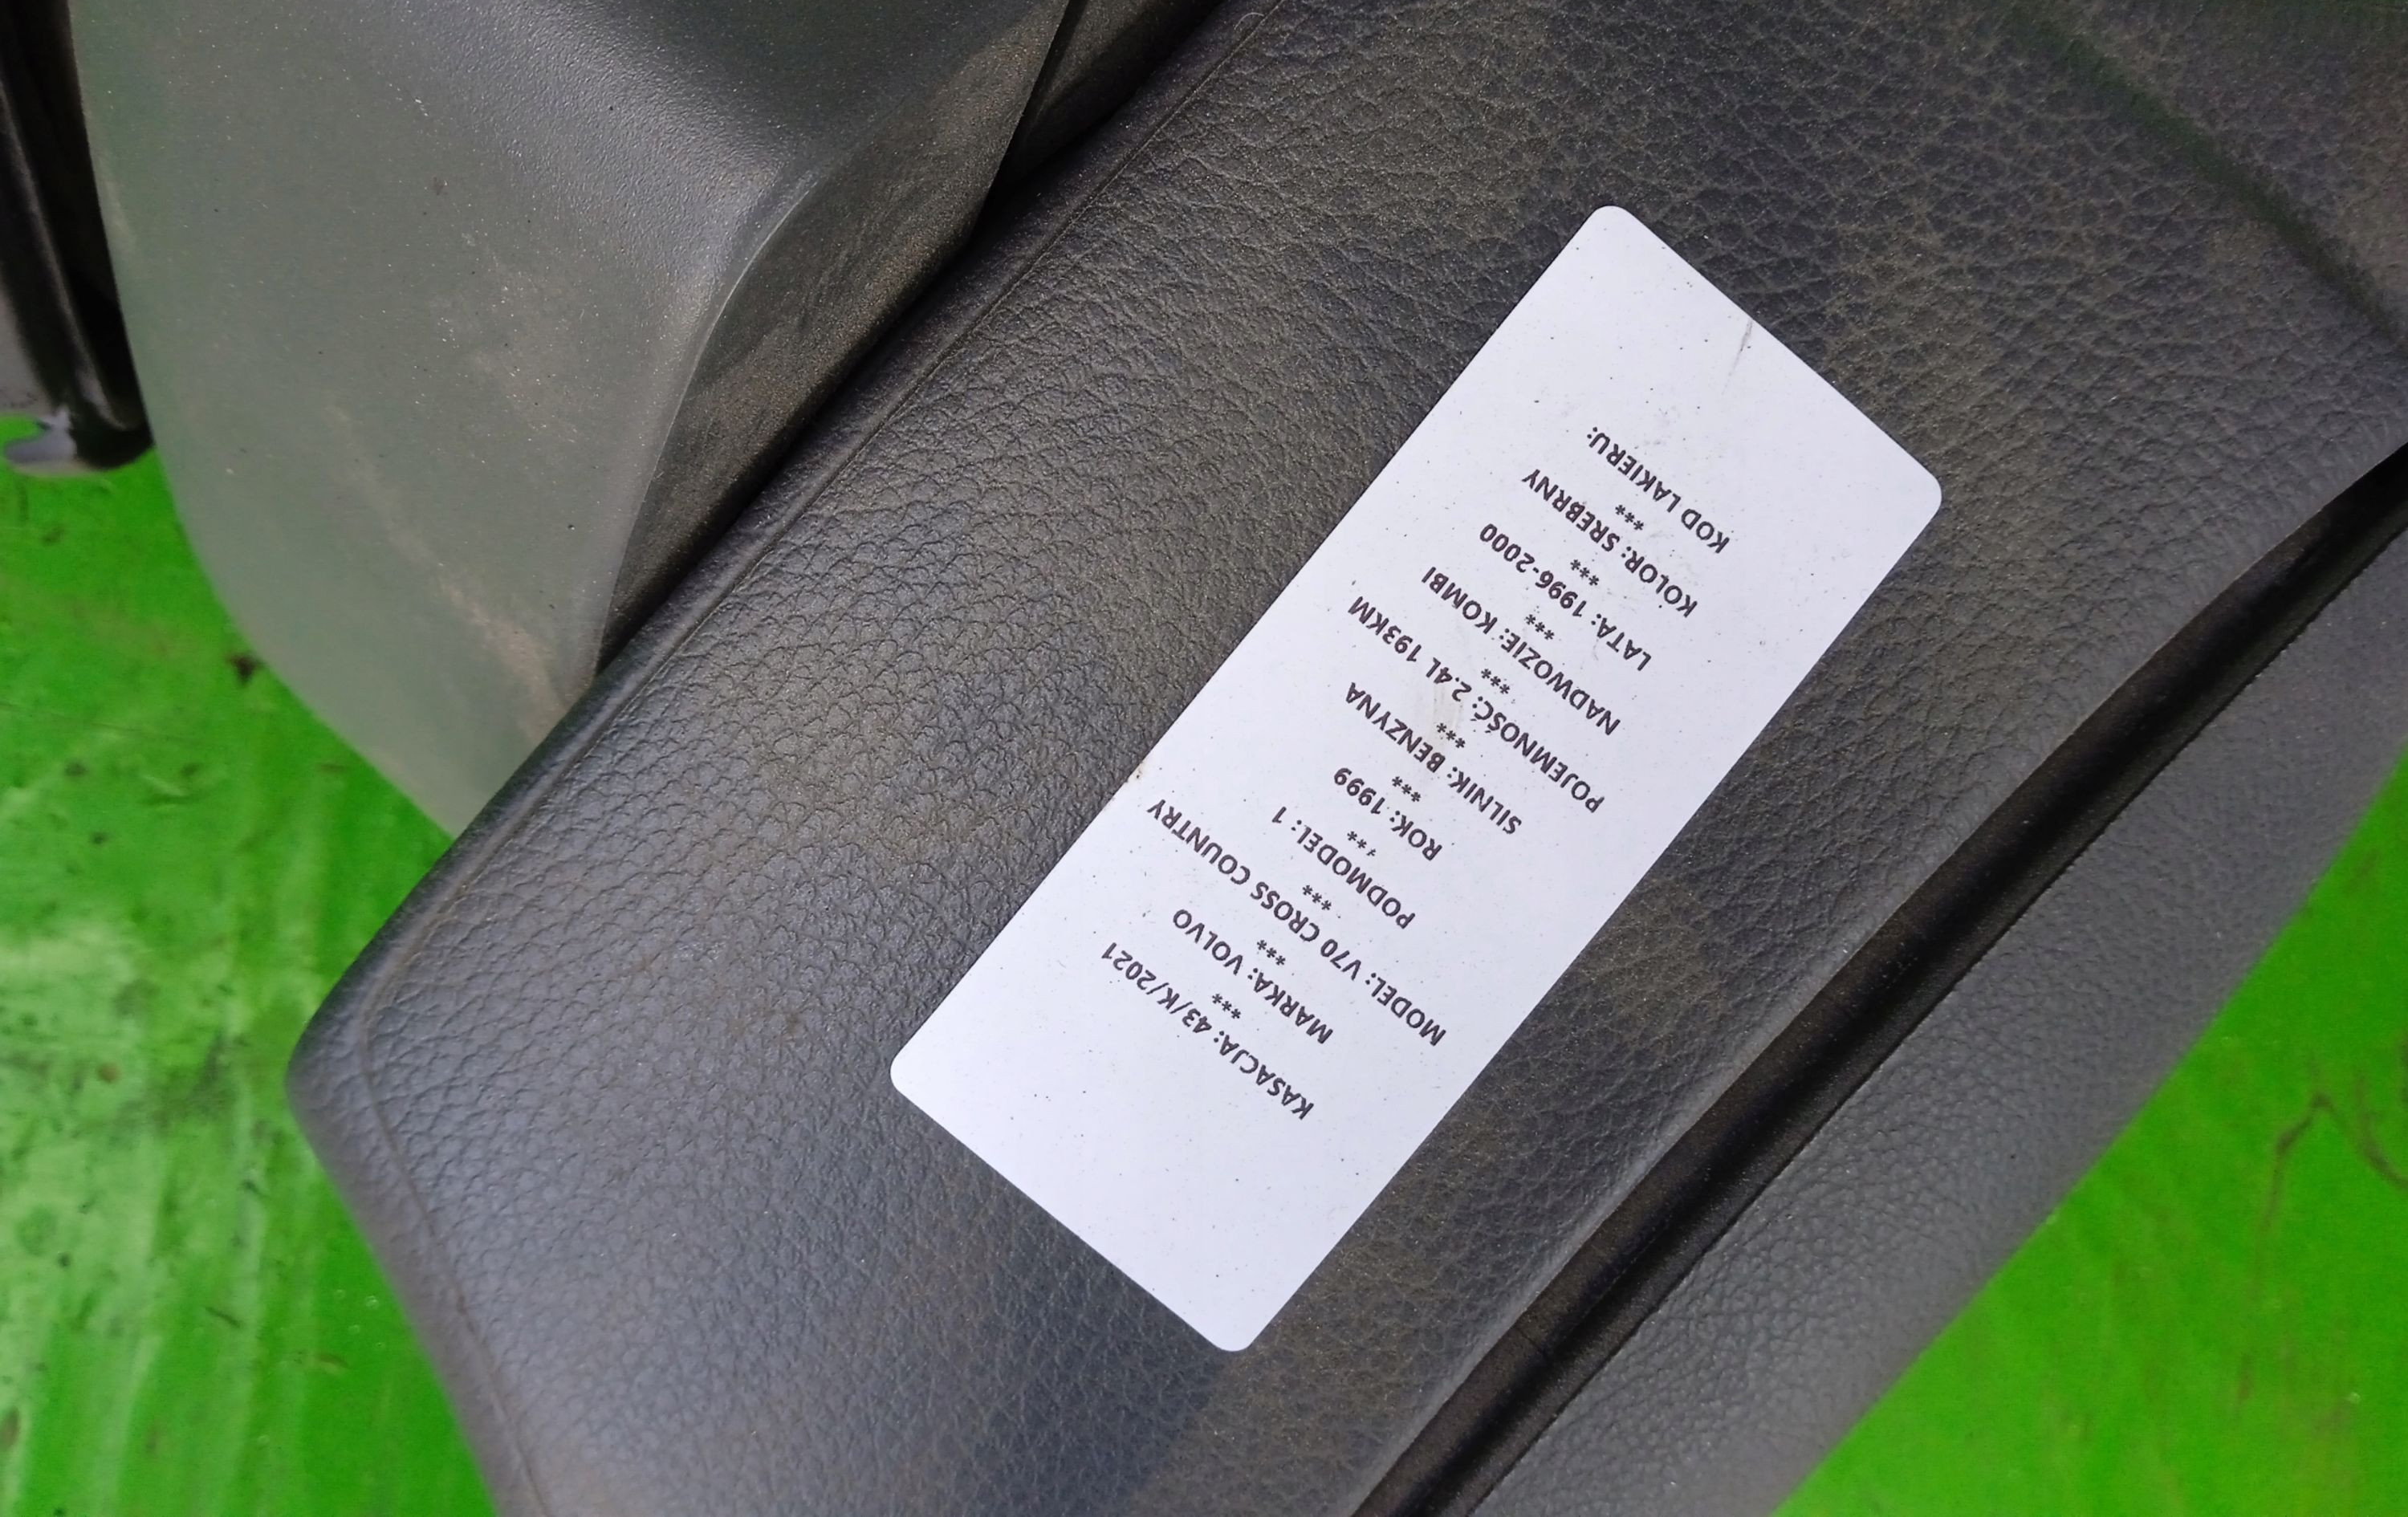 KASACJA: 43/K/2021
***
MARKA: VOLVO
***
MODEL: V70 CROSS COUNTRY
***
PODMODEL: 1
***
ROK: 1999
***
SILNIK: BENZYNA
***
POJEMNOŚĆ: 2.4L 193KM
***
NADWOZIE: KOMBI
***
LATA: 1996-2000
***
KOLOR: SREBRNY
***
KOD LAKIERU: